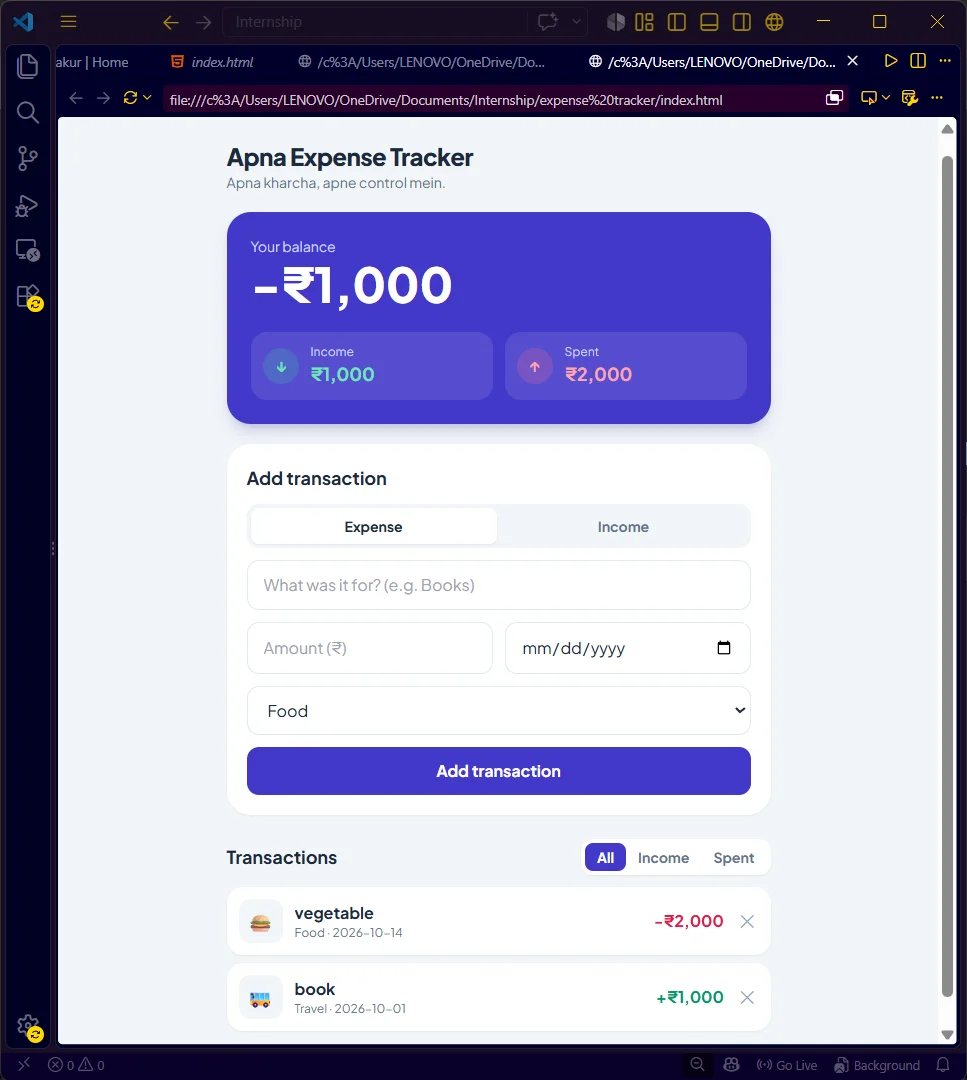 Internship
akur | Home
index.html
/c%3A/Users/LENOVO/OneDrive/Do...
/c%3A/Users/LENOVO/OneDrive/Do...
file:///c%3A/Users/LENOVO/OneDrive/Documents/Internship/expense%20tracker/index.html
Apna Expense Tracker
Apna kharcha, apne control mein.
Your balance
-₹1,000
Income
₹1,000
Spent
₹2,000
Add transaction
Expense
Income
What was it for? (e.g. Books)
Amount (₹)
mm/dd/yyyy
Food
Add transaction
Transactions
All
Income
Spent
vegetable
-₹2,000
Food · 2026-10-14
book
+₹1,000
Travel · 2026-10-01
0
0
Go Live
Background